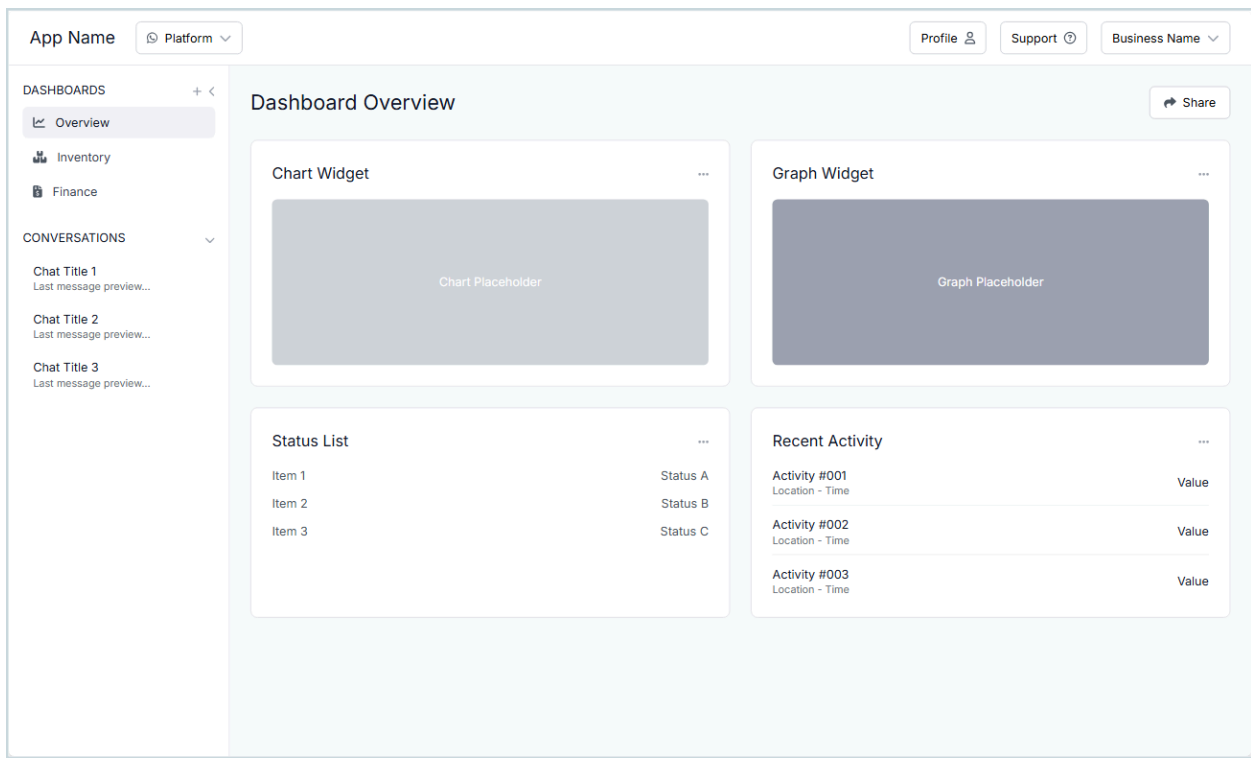 App Name
Platform
Profile
Support
Business Name
DASHBOARDS
Overview
Inventory
Finance
CONVERSATIONS
Chat Title 1
Last message preview...
Chat Title 2
Last message preview...
Chat Title 3
Last message preview...
Dashboard Overview
Share
Chart Widget
Chart Placeholder
Graph Widget
Graph Placeholder
Status List
Item 1 Status A
Item 2 Status B
Item 3 Status C
Recent Activity
Activity #001
Location - Time
Value
Activity #002
Location - Time
Value
Activity #003
Location - Time
Value